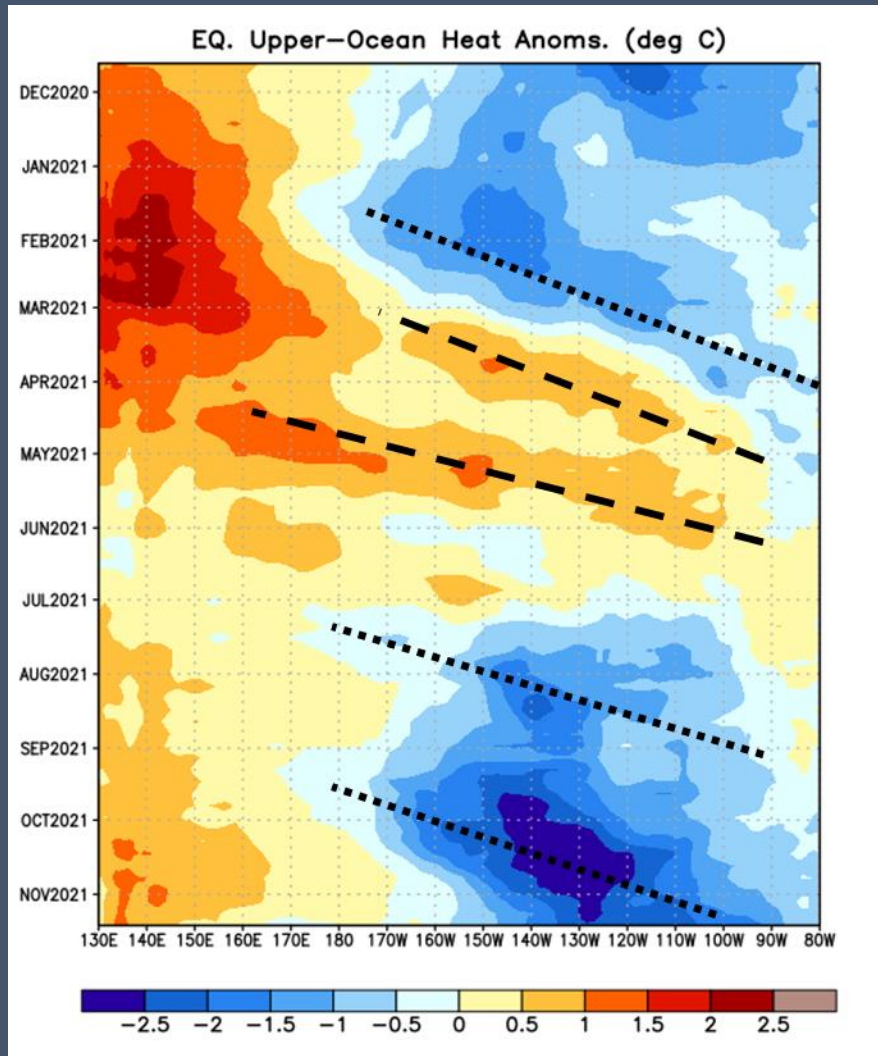 EQ. Upper-Ocean Heat Anoms. (deg C)
DEC2020
JAN2021
FEB2021
MAR2021
APR2021
MAY2021
JUN2021
JUL2021
AUG2021
SEP2021
OCT2021
NOV2021
130E 140E 150E 160E 170E 180 170W 160W 150W 140W 130W 120W 110W 100W 90W 80W
-2.5 -2 -1.5 -1 -0.5 0 0.5 1 1.5 2 2.5